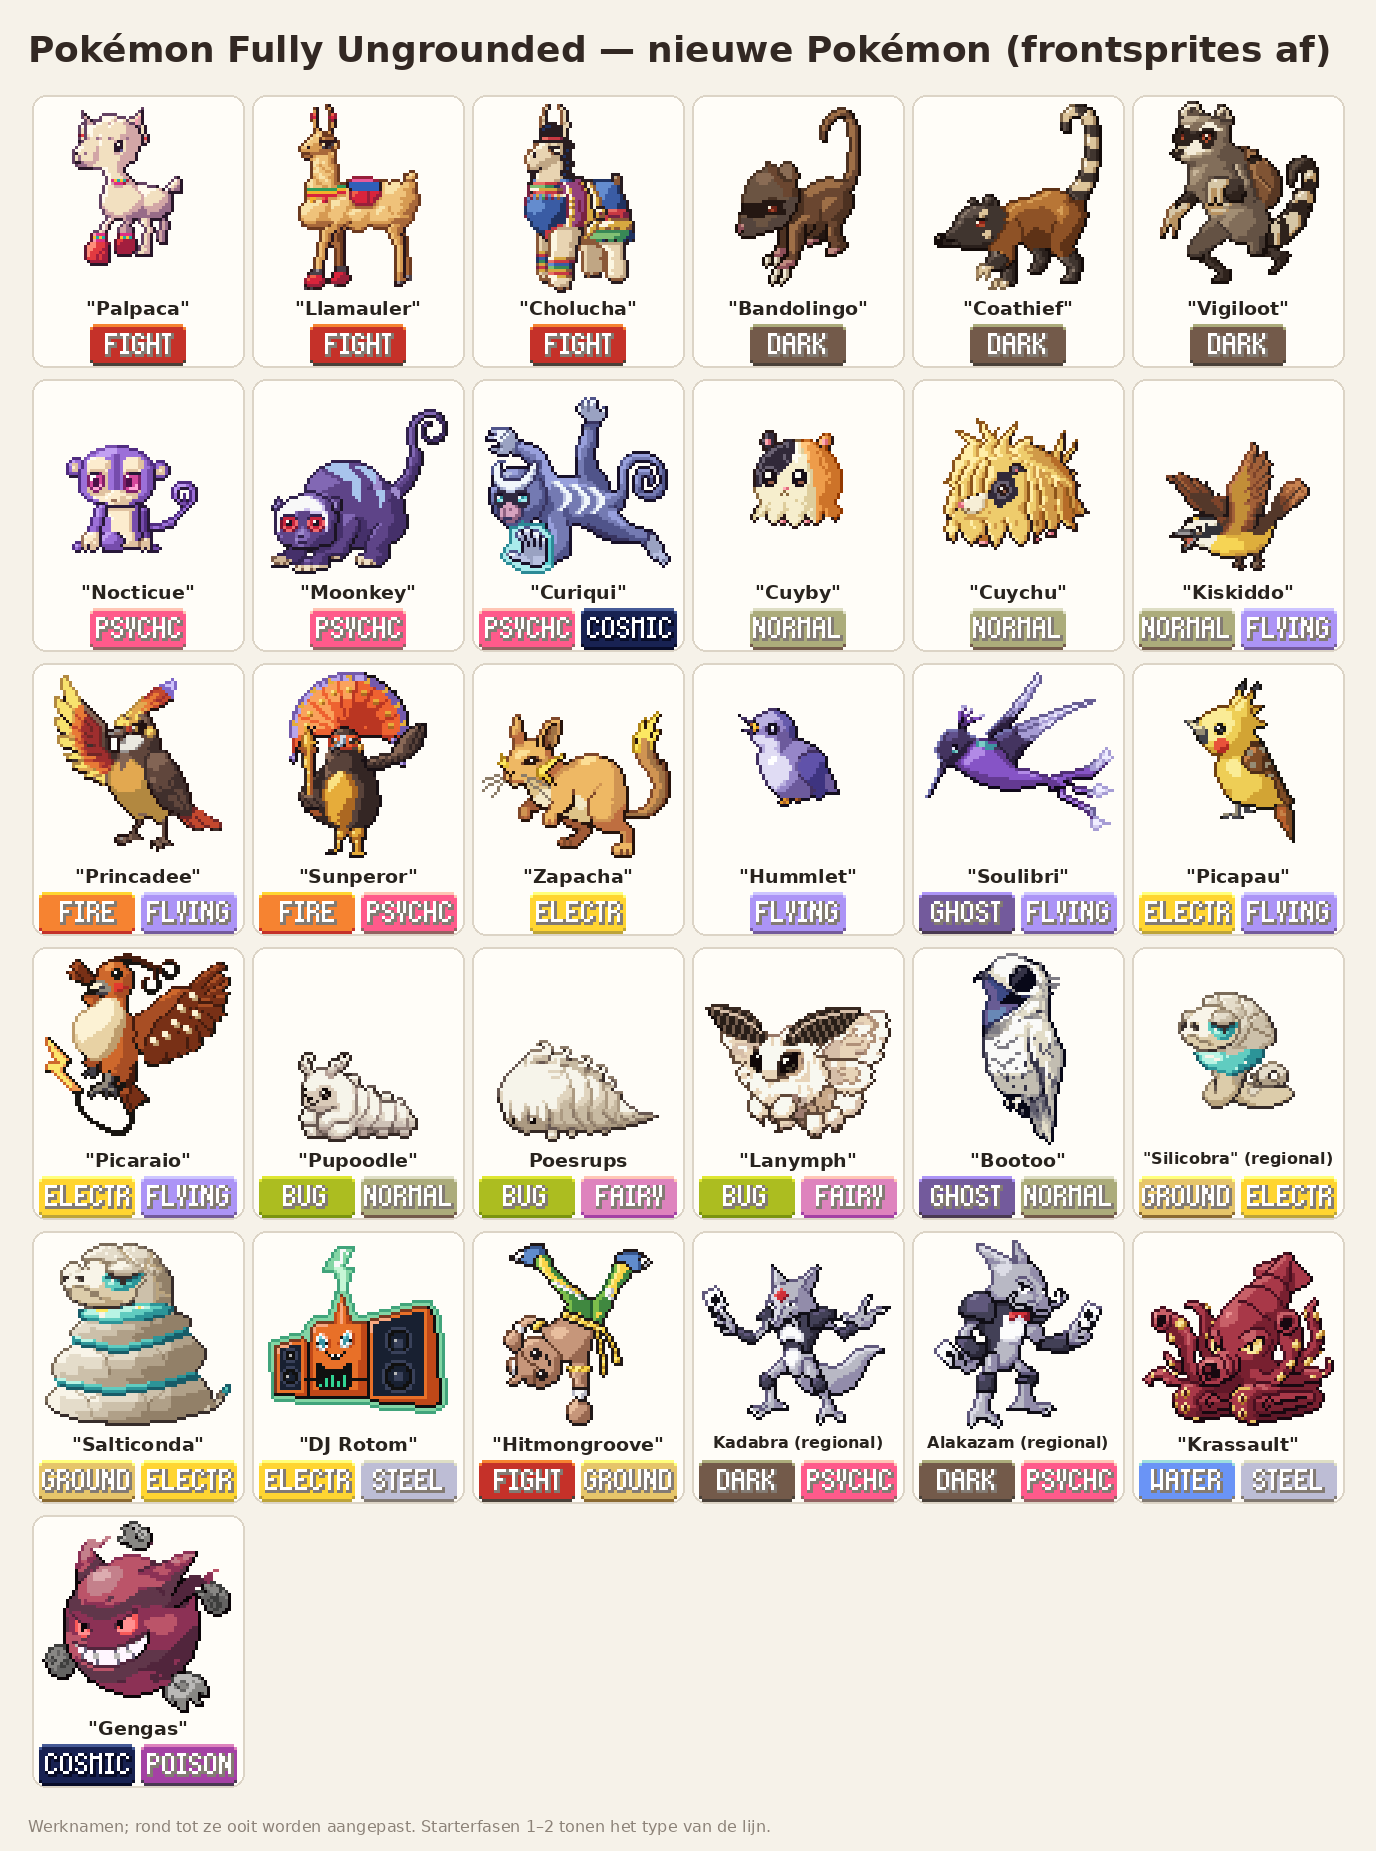 Pokémon Fully Ungrounded — nieuwe Pokémon (frontsprites af)
"Palpaca" "Llamauler" "Cholucha" "Bandolingo" "Coathief" "Vigiloot"
FIGHT FIGHT FIGHT DARK DARK DARK
"Nocticue" "Moonkey" "Curiqui" "Cuyby" "Cuychu" "Kiskiddo"
PSYCHC PSYCHC PSYCHC COSMIC NORMAL NORMAL NORMAL FLYING
"Princadee" "Sunperor" "Zapacha" "Hummlet" "Soulibri" "Picapau"
FIRE FLYING FIRE PSYCHC ELECTR FLYING GHOST FLYING ELECTR FLYING
"Picaraio" "Pupoodle" Poesrups "Lanymph" "Bootoo" "Silicobra" (regional)
ELECTR FLYING BUG NORMAL BUG FAIRY BUG FAIRY GHOST NORMAL GROUND ELECTR
"Salticonda" "DJ Rotom" "Hitmongroove" Kadabra (regional) Alakazam (regional) "Krassault"
GROUND ELECTR ELECTR STEEL FIGHT GROUND DARK PSYCHC DARK PSYCHC WATER STEEL
"Gengas"
COSMIC POISON
Werknamen; rond tot ze ooit worden aangepast. Starterfasen 1–2 tonen het type van de lijn.